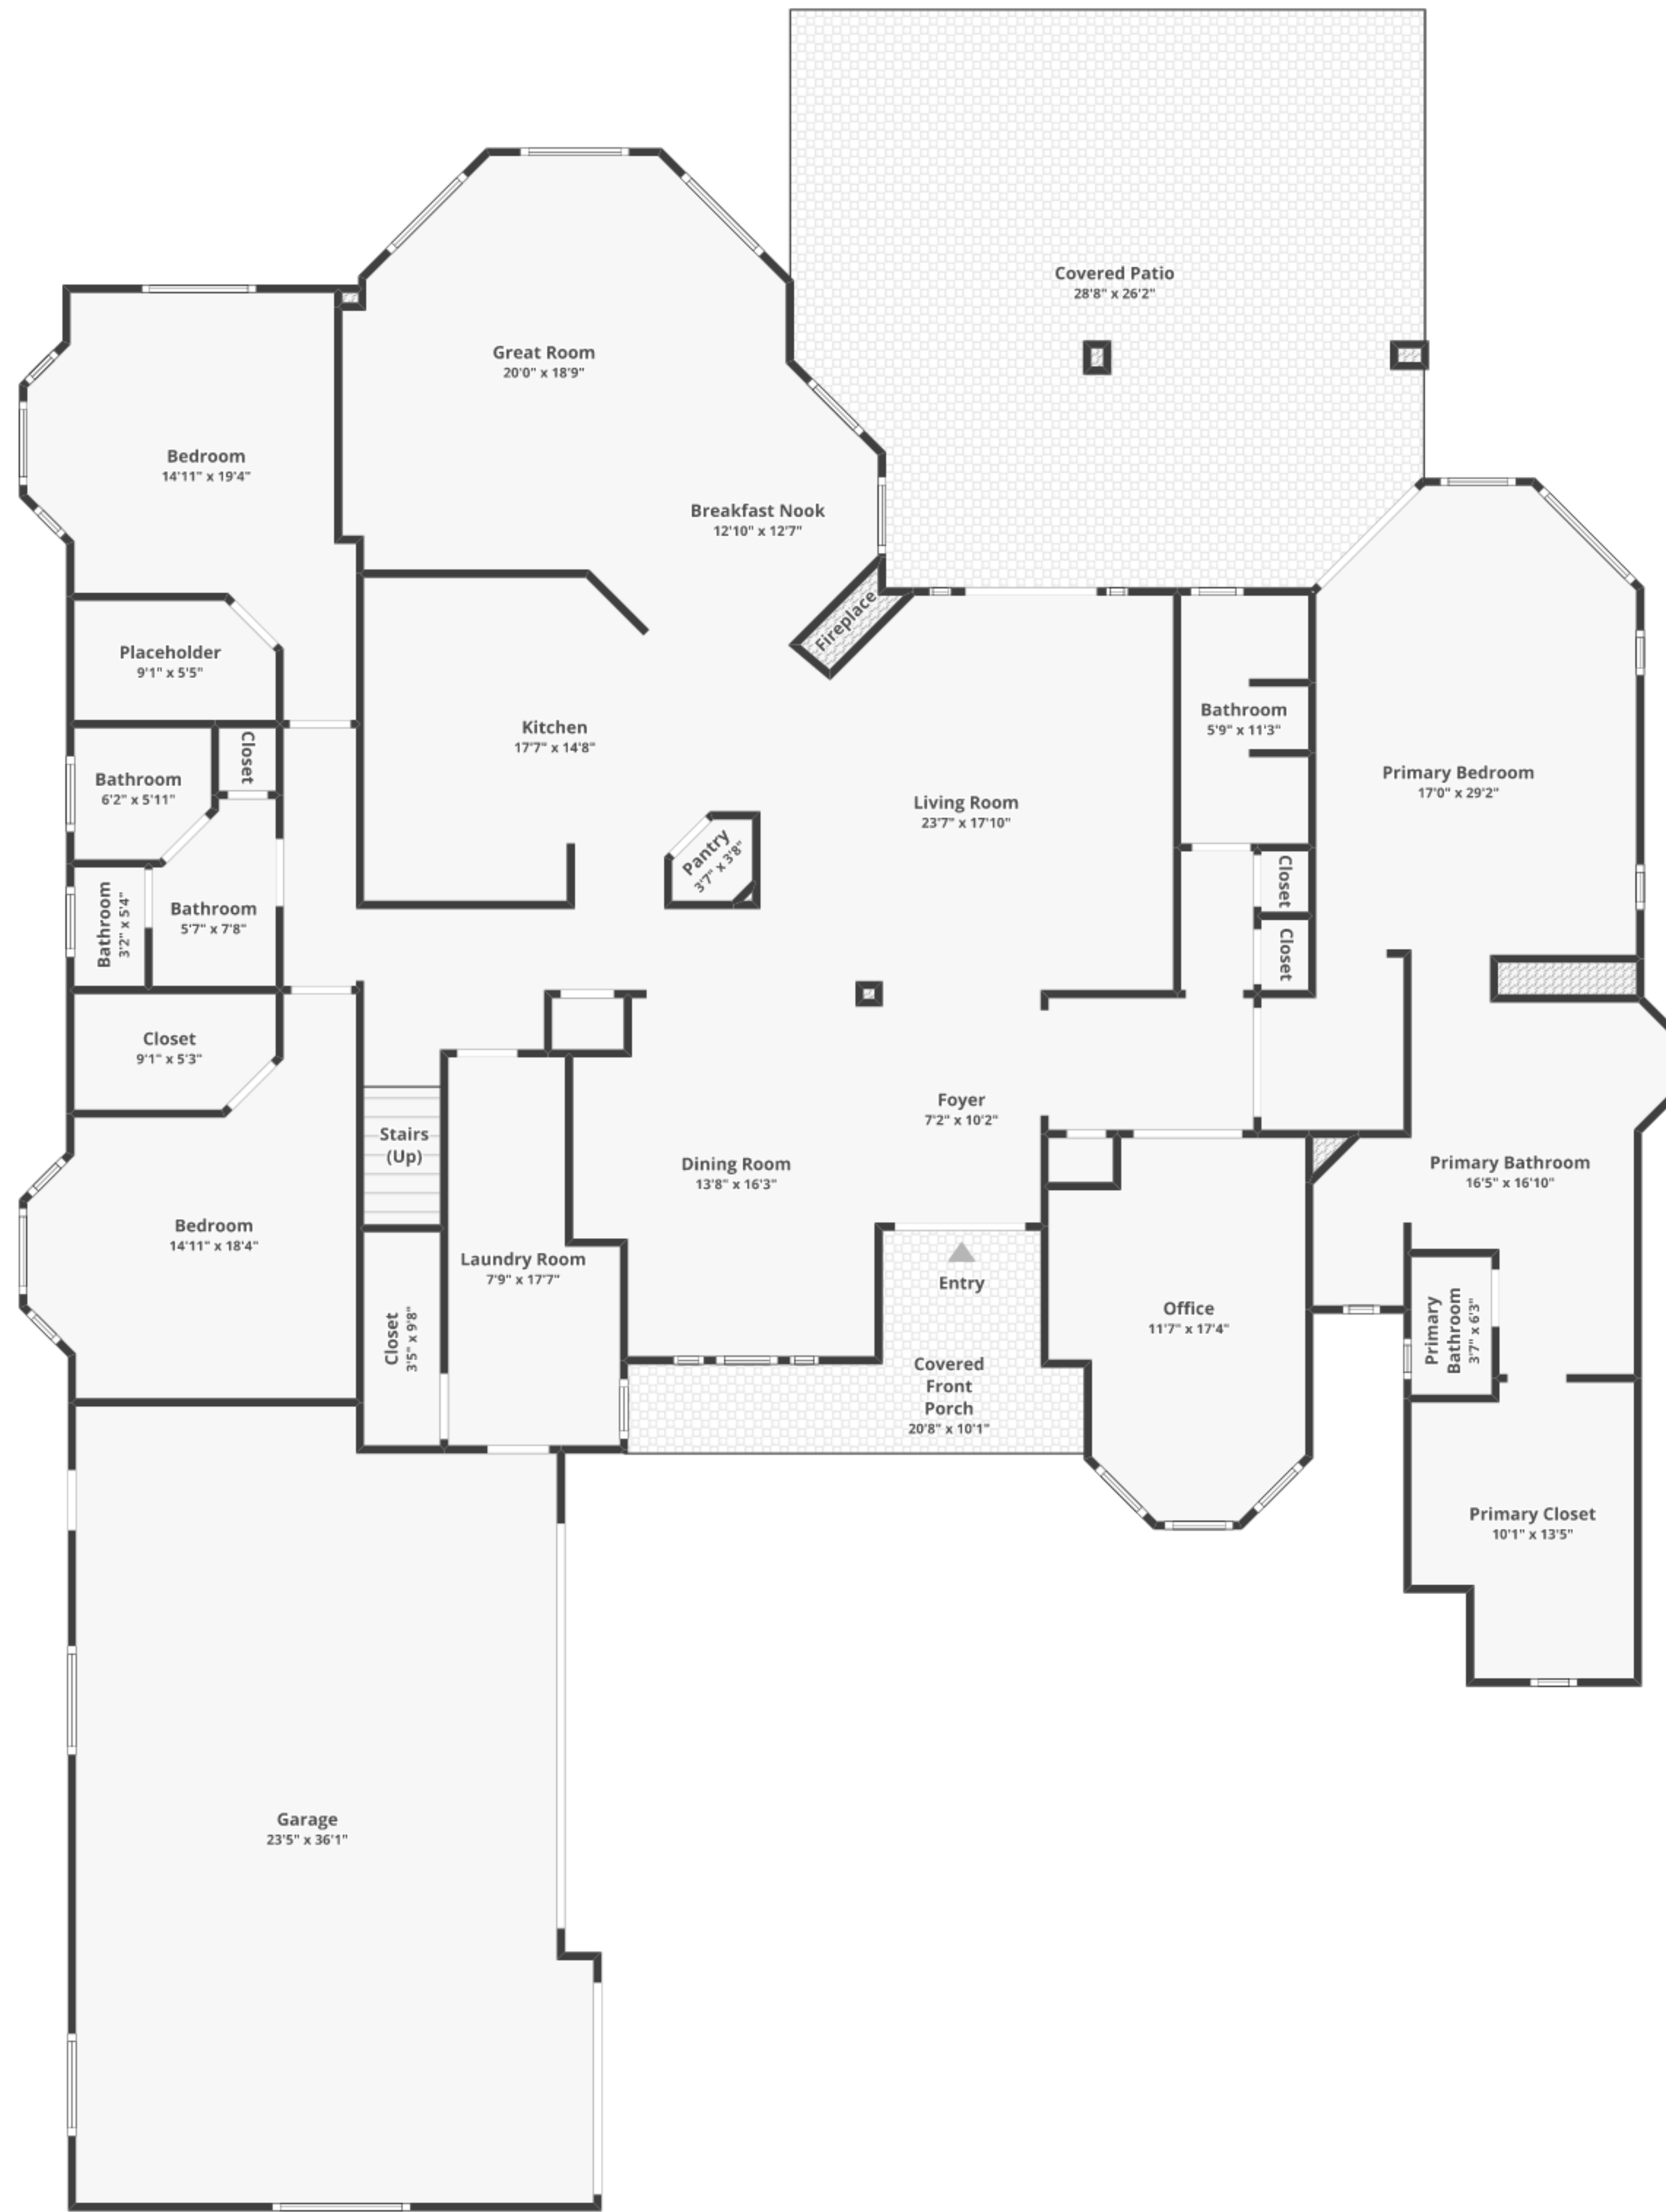 Covered Patio
28'8" x 26'2"
Great Room
20'0" x 18'9"
Bedroom
14'11" x 19'4"
Breakfast Nook
12'10" x 12'7"
Fireplace
Placeholder
9'1" x 5'5"
Kitchen
17'7" x 14'8"
Bathroom
5'9" x 11'3"
Closet
Bathroom
6'2" x 5'11"
Primary Bedroom
17'0" x 29'2"
Living Room
23'7" x 17'10"
Pantry
3'7" x 3'8"
Closet
Bathroom
3'2" x 5'4"
Bathroom
5'7" x 7'8"
Closet
Closet
9'1" x 5'3"
Foyer
7'2" x 10'2"
Stairs
(Up)
Dining Room
13'8" x 16'3"
Primary Bathroom
16'5" x 16'10"
Bedroom
14'11" x 18'4"
Laundry Room
7'9" x 17'7"
Entry
Closet
3'5" x 9'8"
Office
11'7" x 17'4"
Primary
Bathroom
3'7" x 6'3"
Covered
Front
Porch
20'8" x 10'1"
Primary Closet
10'1" x 13'5"
Garage
23'5" x 36'1"